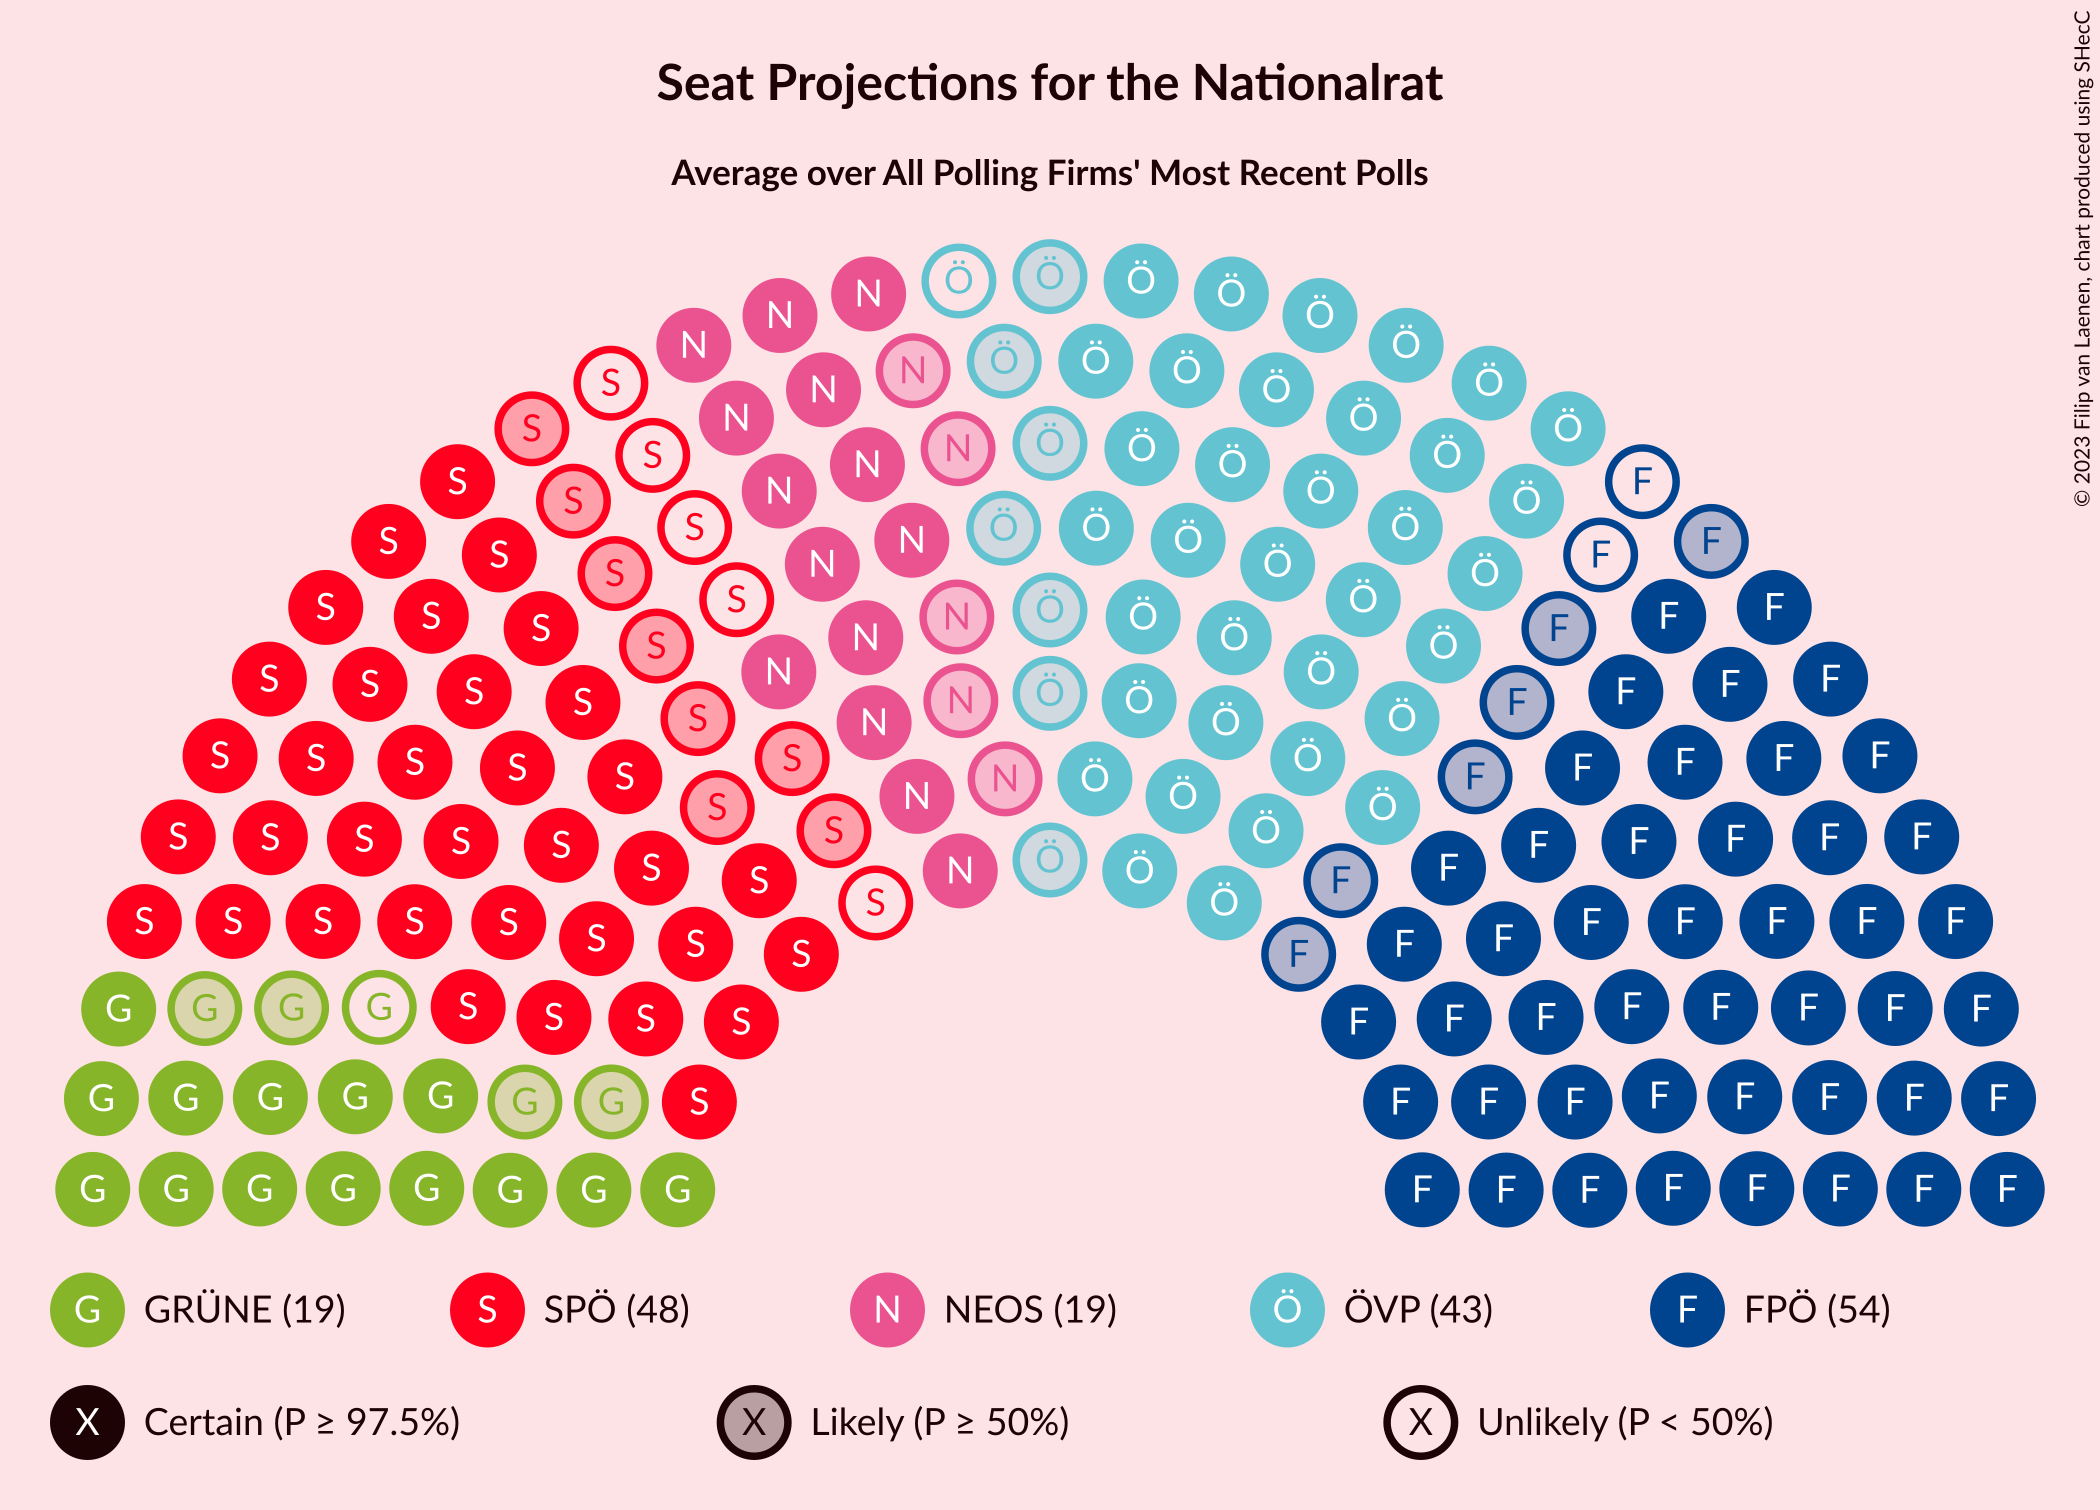 Seat Projections for the Nationalrat
Average over All Polling Firms' Most Recent Polls
© 2023 Filip van Laenen, chart produced using SHecC
G GRÜNE (19) S SPÖ (48) N NEOS (19) Ö ÖVP (43) F FPÖ (54)
X Certain (P ≥ 97.5%) X Likely (P ≥ 50%) X Unlikely (P < 50%)